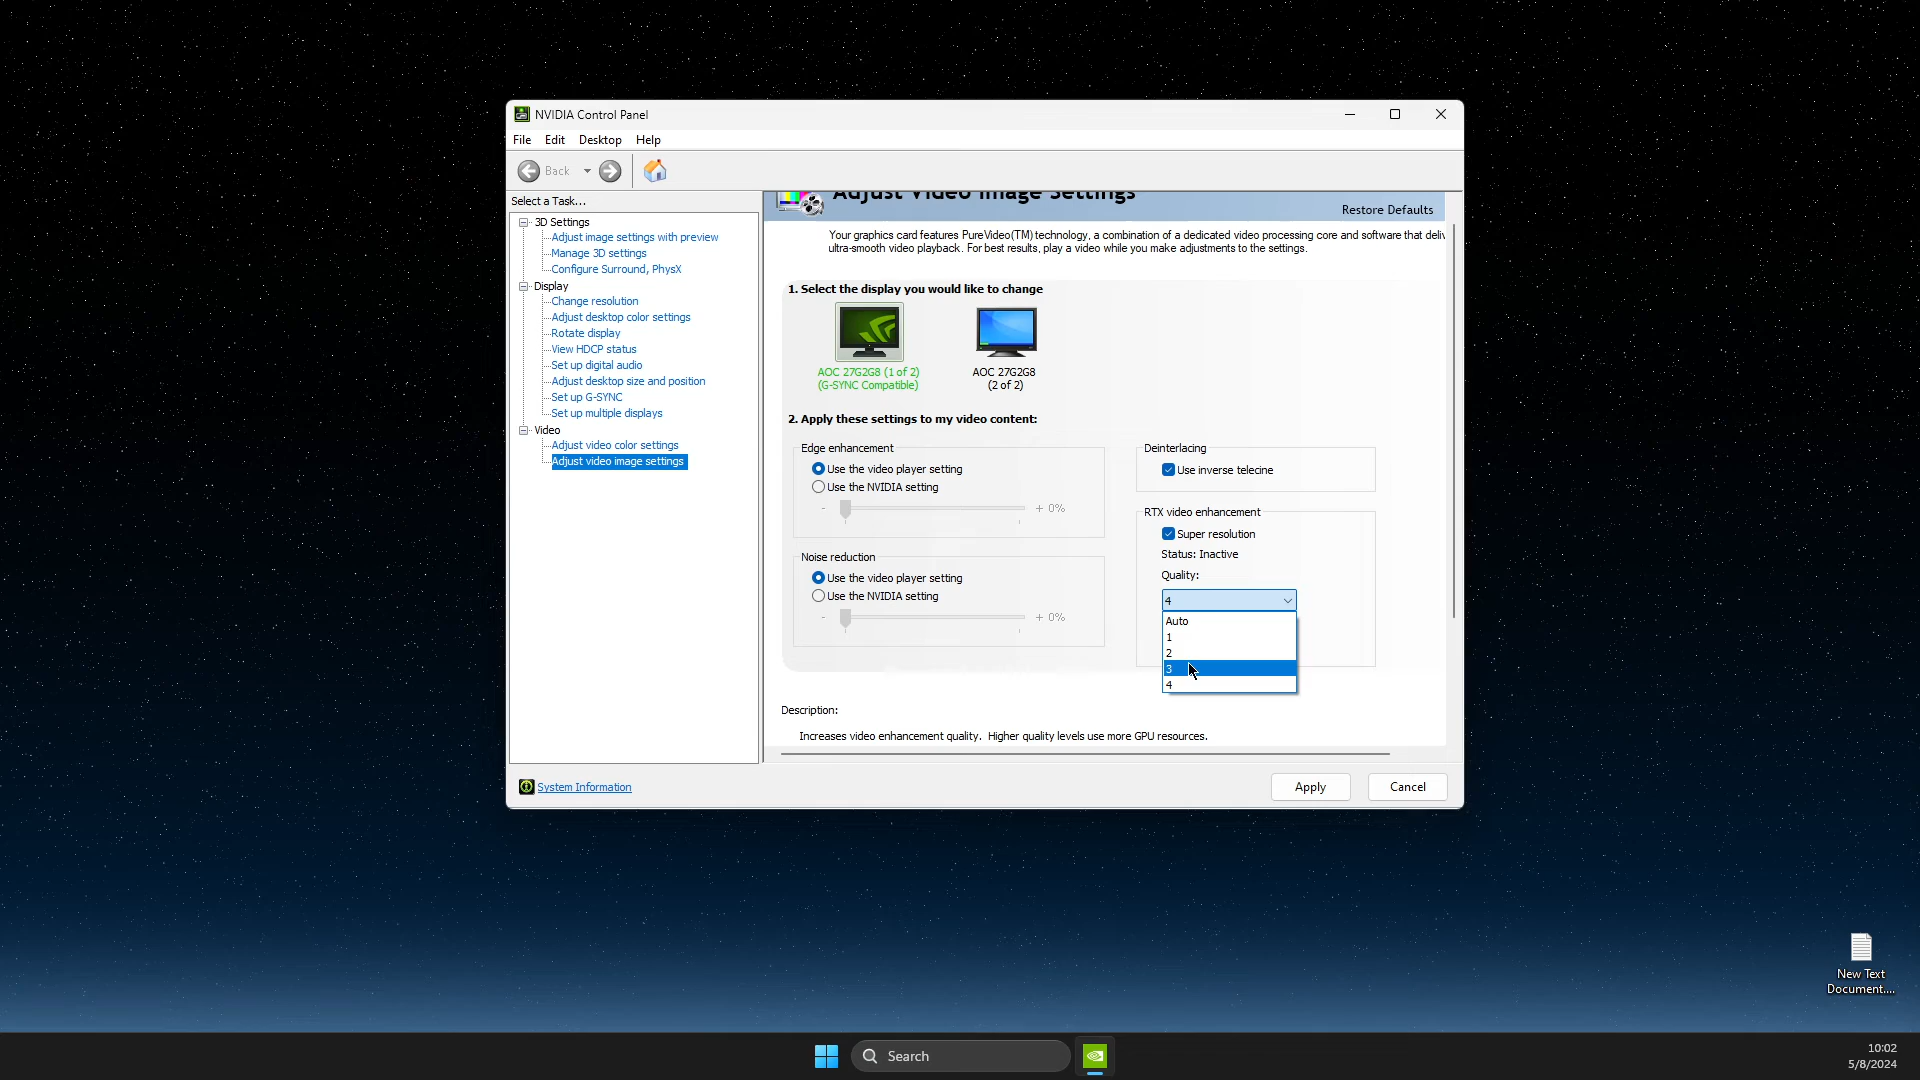 NVIDIA Control Panel
File Edit Desktop Help
Back
Select a Task...
3D Settings
Adjust image settings with preview
Manage 3D settings
Configure Surround, PhysX
Display
Change resolution
Adjust desktop color settings
Rotate display
View HDCP status
Set up digital audio
Adjust desktop size and position
Set up G-SYNC
Set up multiple displays
Video
Adjust video color settings
Adjust video image settings
System Information
Adjust Video Image Settings
Restore Defaults
Your graphics card features PureVideo(TM) technology, a combination of a dedicated video processing core and software that deliv
ultra-smooth video playback. For best results, play a video while you make adjustments to the settings.
1. Select the display you would like to change
AOC 27G2G8 (1 of 2)
(G-SYNC Compatible)
AOC 27G2G8
(2 of 2)
2. Apply these settings to my video content:
Edge enhancement
Use the video player setting
Use the NVIDIA setting
- + 0%
Noise reduction
Use the video player setting
Use the NVIDIA setting
- + 0%
Deinterlacing
Use inverse telecine
RTX video enhancement
Super resolution
Status: Inactive
Quality:
4
Auto
1
2
3
4
Description:
Increases video enhancement quality. Higher quality levels use more GPU resources.
Apply Cancel
New Text
Document....
Search
10:02
5/8/2024